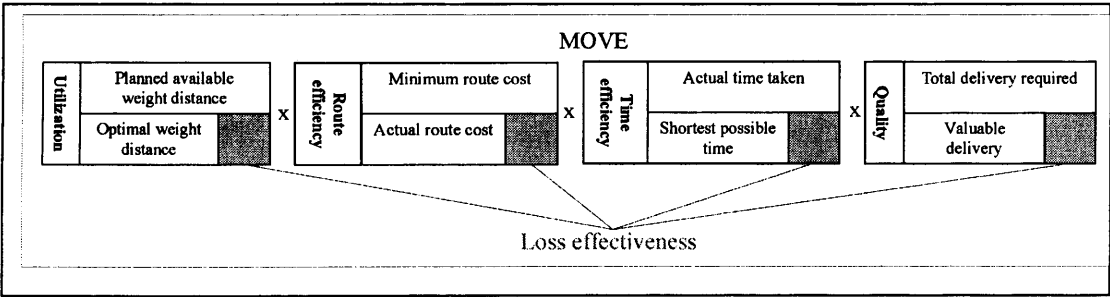 MOVE
Utilization
Planned available
weight distance
Optimal weight
distance
x
Route
efficiency
Minimum route cost
Actual route cost
x
Time
efficiency
Actual time taken
Shortest possible
time
x
Quality
Total delivery required
Valuable
delivery
Loss effectiveness